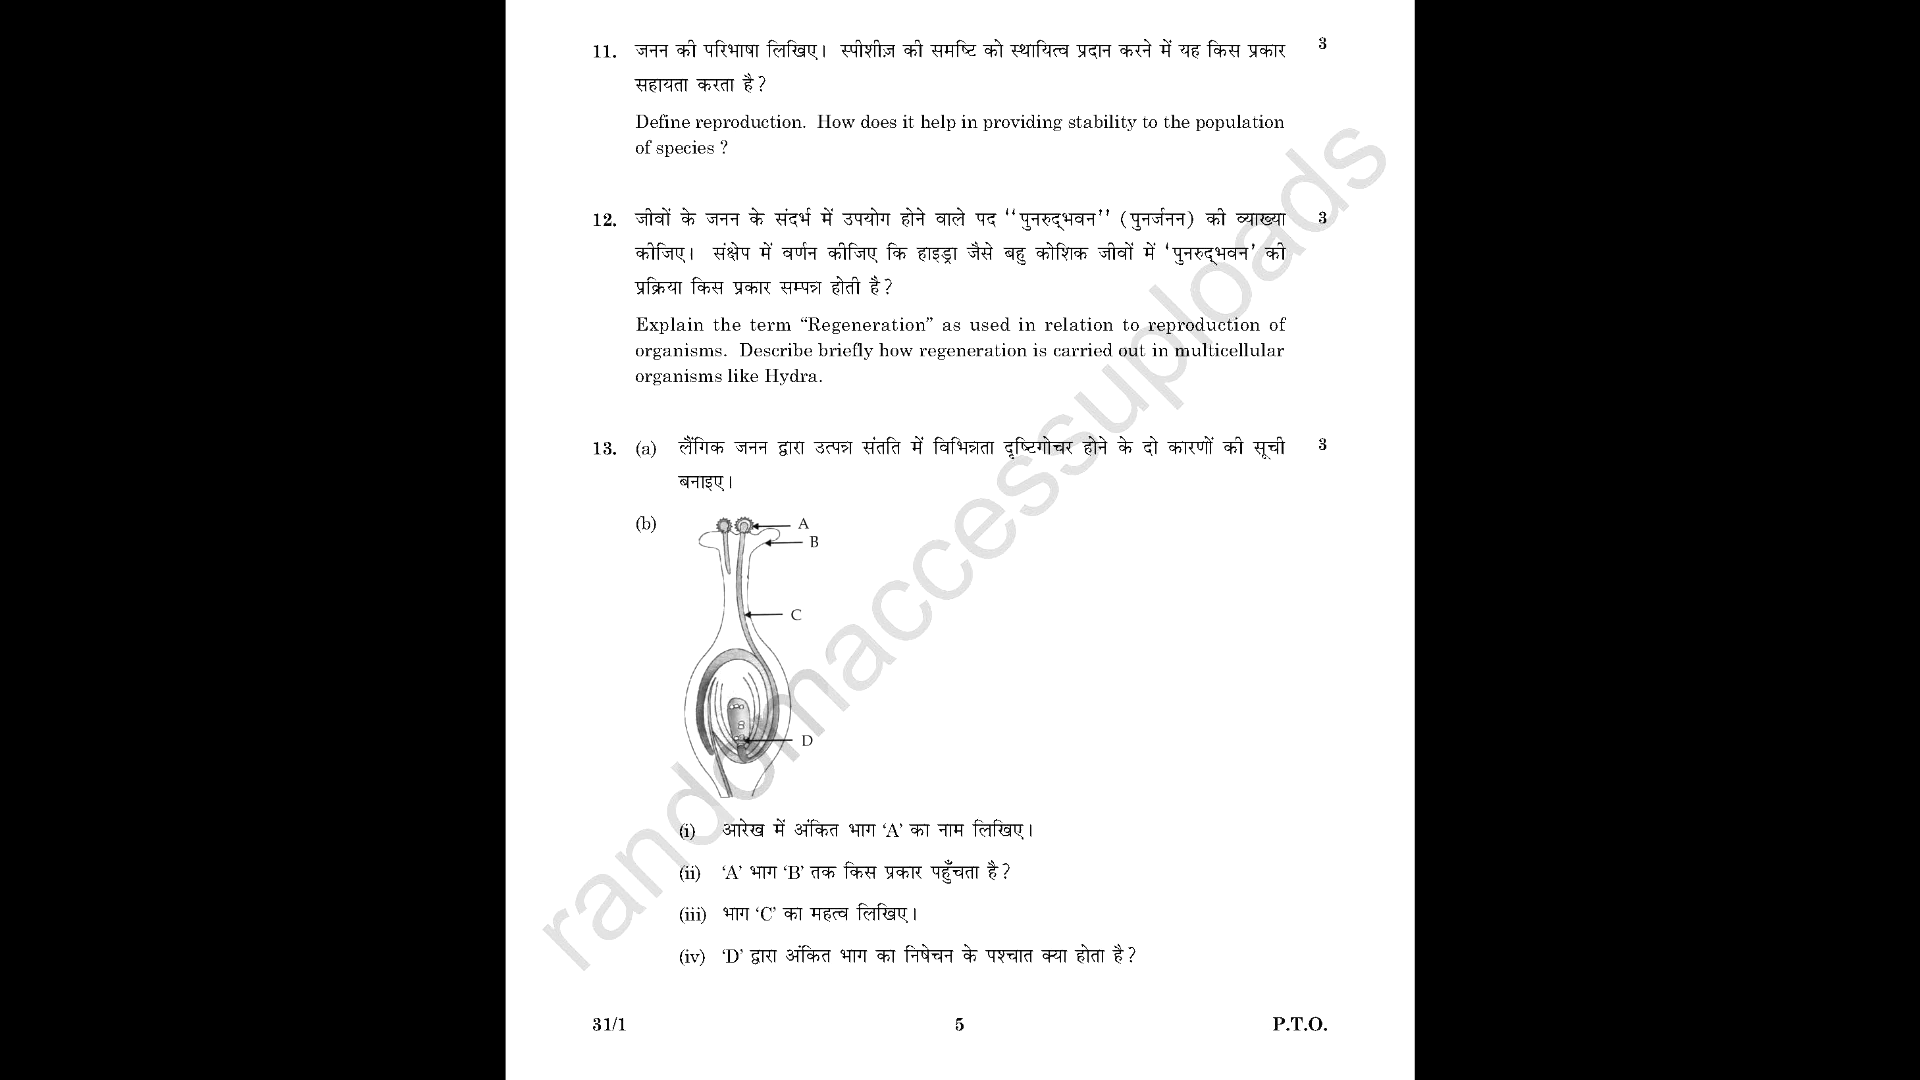 11. जनन की परिभाषा लिखिए। स्पीशीज़ की समष्टि को स्थायित्व प्रदान करने में यह किस प्रकार 3
सहायता करता है?
Define reproduction. How does it help in providing stability to the population
of species ?
12. जीवों के जनन के संदर्भ में उपयोग होने वाले पद ‘‘पुनरुद्भवन’’ (पुनर्जनन) की व्याख्या 3
कीजिए। संक्षेप में वर्णन कीजिए कि हाइड्रा जैसे बहु कोशिक जीवों में ‘पुनरुद्भवन’ की
प्रक्रिया किस प्रकार सम्पन्न होती है?
Explain the term “Regeneration” as used in relation to reproduction of
organisms. Describe briefly how regeneration is carried out in multicellular
organisms like Hydra.
13. (a) लैंगिक जनन द्वारा उत्पन्न संतति में विभिन्नता दृष्टिगोचर होने के दो कारणों की सूची 3
बनाइए।
(b)
A
B
C
D
(i) आरेख में अंकित भाग ‘A’ का नाम लिखिए।
(ii) ‘A’ भाग ‘B’ तक किस प्रकार पहुँचता है?
(iii) भाग ‘C’ का महत्व लिखिए।
(iv) ‘D’ द्वारा अंकित भाग का निषेचन के पश्चात क्या होता है?
31/1 5 P.T.O.
randomaccessuploads